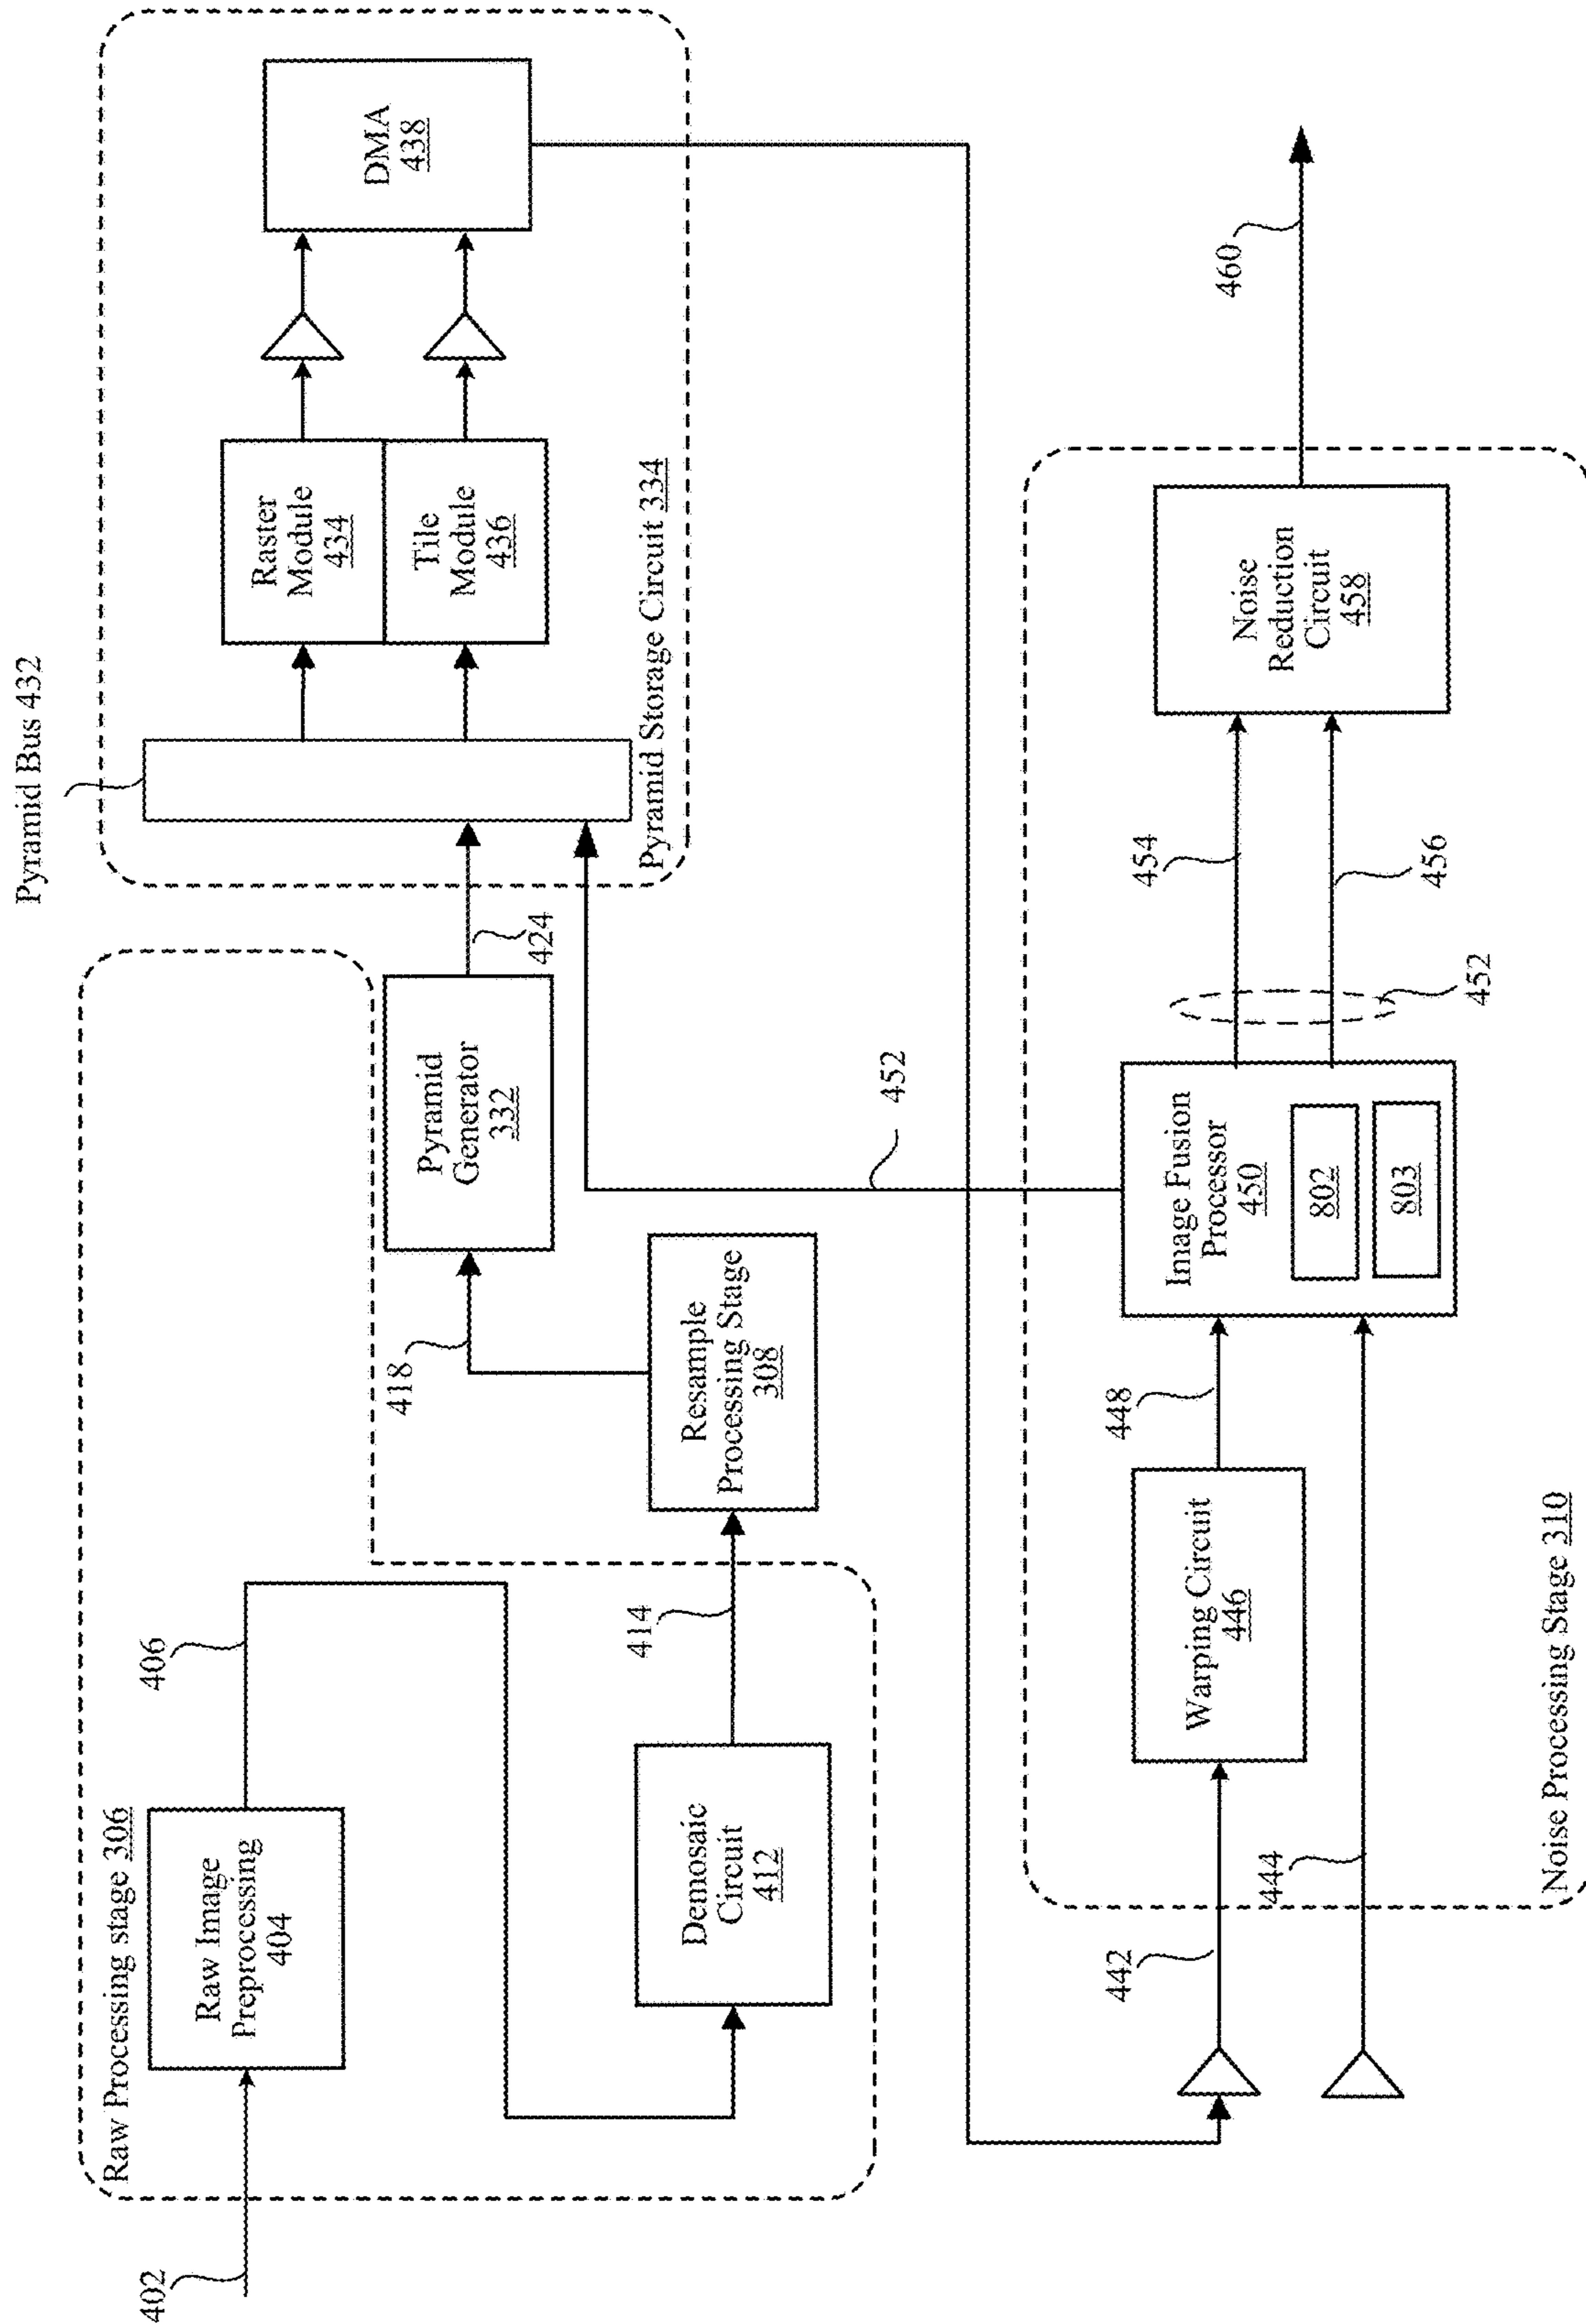 402
Raw Processing stage 306
Raw Image
Preprocessing
404
406
Demosaic
Circuit
412
414
Resample
Processing Stage
308
418
Pyramid
Generator
332
424
Pyramid Bus 432
Raster
Module
434
Tile
Module
436
DMA
438
Pyramid Storage Circuit 334
452
442
444
Warping Circuit
446
448
Image Fusion
Processor
450
802
803
452
454
456
Noise
Reduction
Circuit
458
460
Noise Processing Stage 310